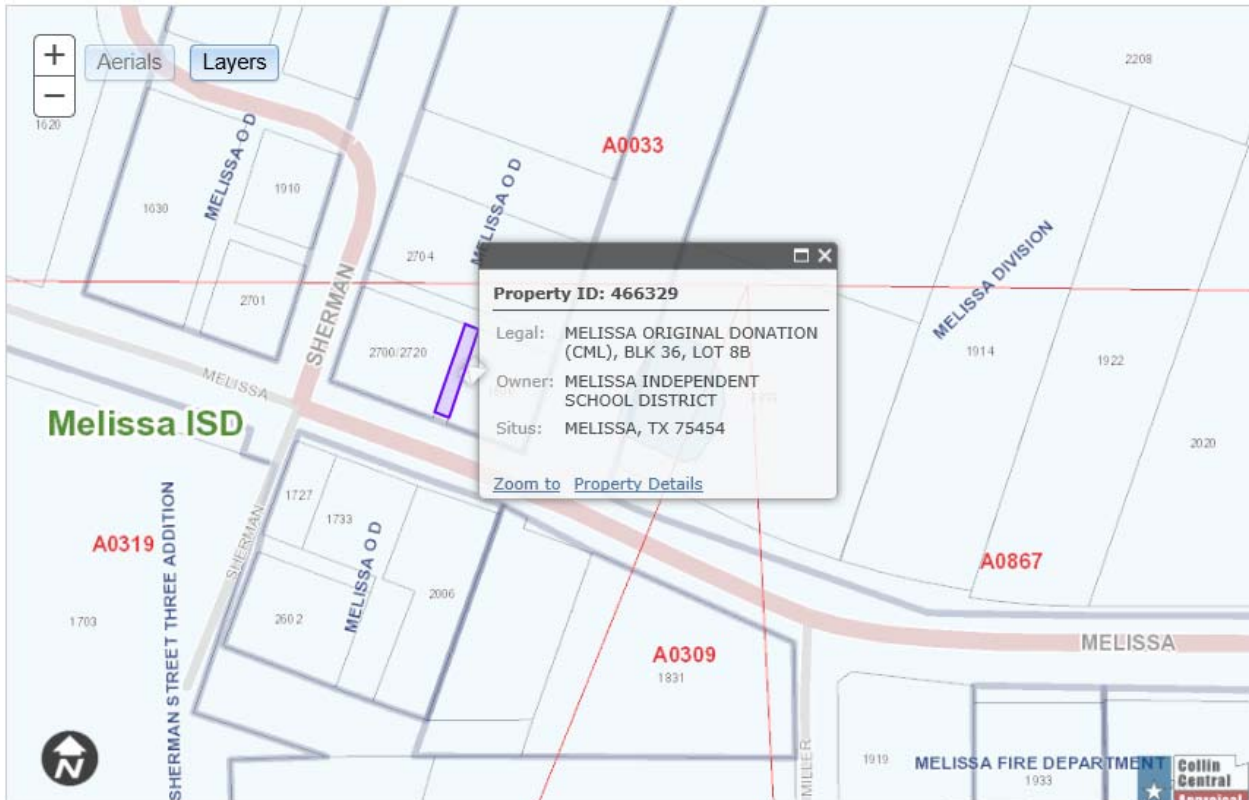 +
−
Aerials
Layers
1620
2208
A0033
MELISSA O D
1910
1630
MELISSA O D
2704
MELISSA DIVISION
2701
SHERMAN
Property ID: 466329
Legal:
MELISSA ORIGINAL DONATION
(CML), BLK 36, LOT 8B
Owner:
MELISSA INDEPENDENT
SCHOOL DISTRICT
Situs:
MELISSA, TX 75454
Zoom to
Property Details
2700/2720
1914
1922
MELISSA
Melissa ISD
2020
1727
1733
SHERMAN
A0319
SHERMAN STREET THREE ADDITION
MELISSA O D
A0867
2006
2602
1703
MELISSA
A0309
1831
MILLER
N
1919
MELISSA FIRE DEPARTMENT
1933
Collin
Central
Appraisal